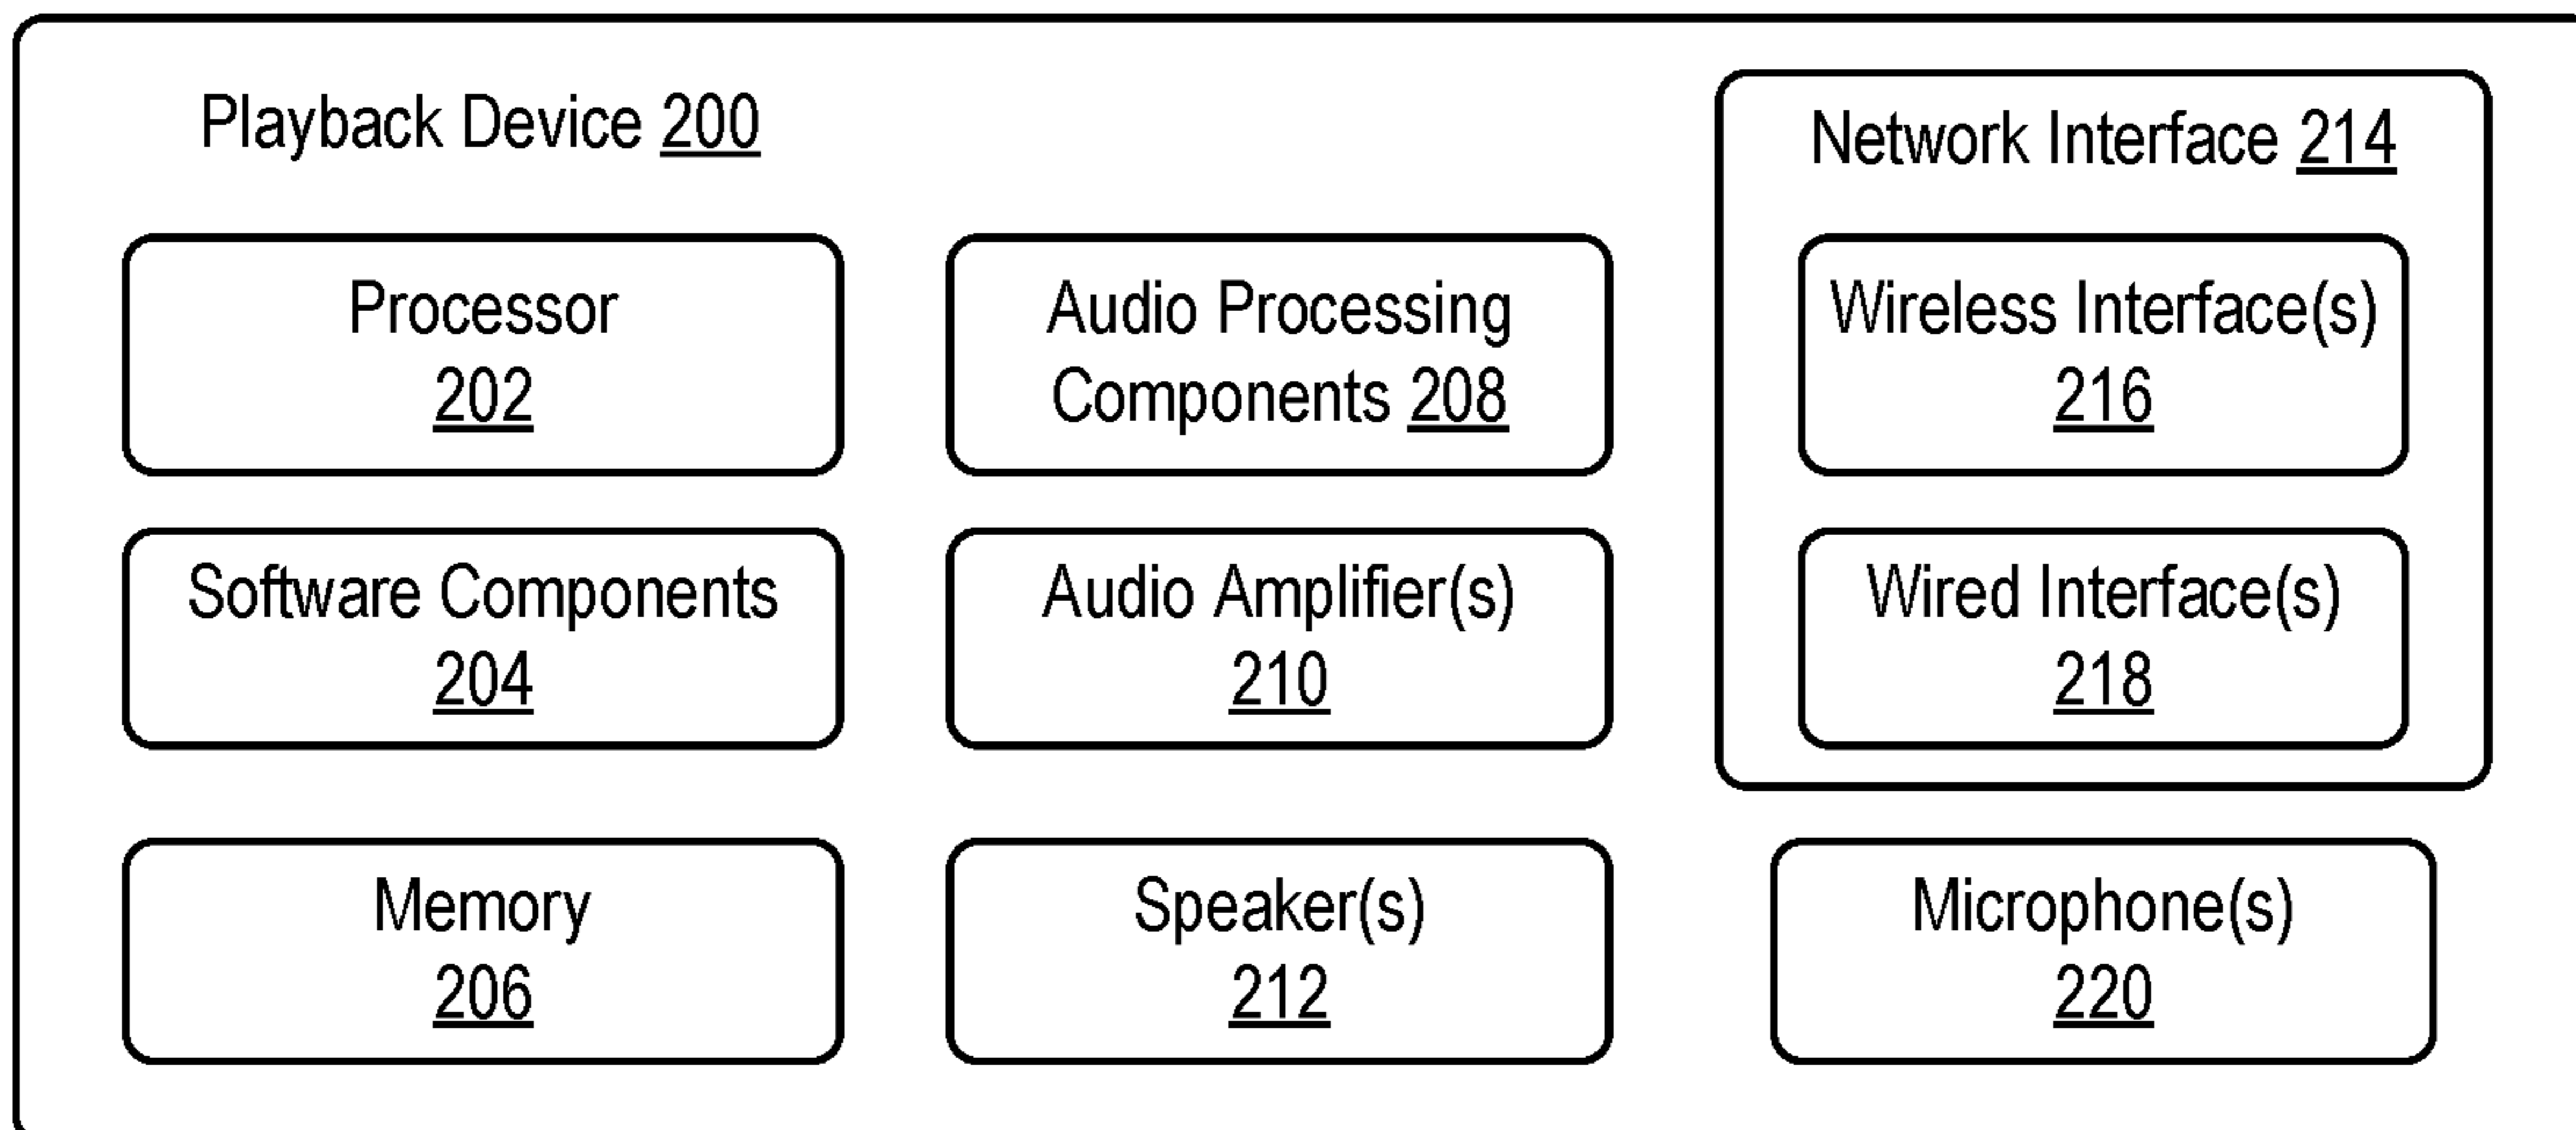 Playback Device 200
Network Interface 214
Processor
202
Audio Processing
Components 208
Wireless Interface(s)
216
Software Components
204
Audio Amplifier(s)
210
Wired Interface(s)
218
Memory
206
Speaker(s)
212
Microphone(s)
220